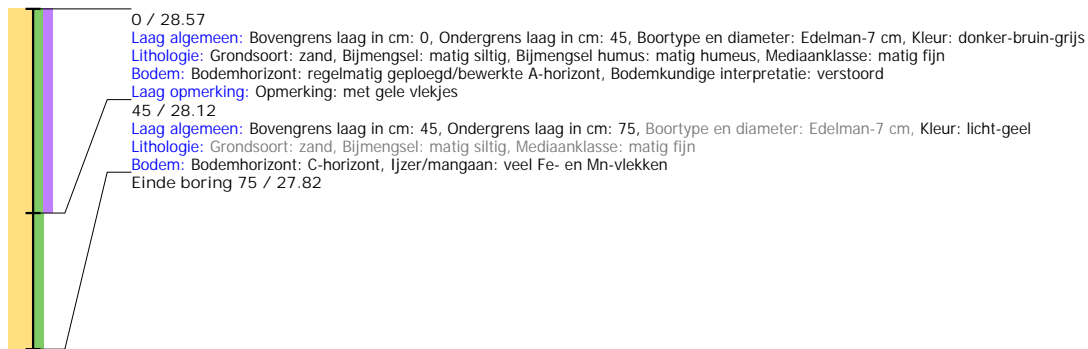 0 / 28.57
Laag algemeen: Bovengrens laag in cm: 0, Ondergrens laag in cm: 45, Boortype en diameter: Edelman-7 cm, Kleur: donker-bruin-grijs
Lithologie: Grondsoort: zand, Bijmengsel: matig siltig, Bijmengsel humus: matig humeus, Mediaanklasse: matig fijn
Bodem: Bodemhorizont: regelmatig geploegd/bewerkte A-horizont, Bodemkundige interpretatie: verstoord
Laag opmerking: Opmerking: met gele vlekjes
45 / 28.12
Laag algemeen: Bovengrens laag in cm: 45, Ondergrens laag in cm: 75, Boortype en diameter: Edelman-7 cm, Kleur: licht-geel
Lithologie: Grondsoort: zand, Bijmengsel: matig siltig, Mediaanklasse: matig fijn
Bodem: Bodemhorizont: C-horizont, Ijzer/mangaan: veel Fe- en Mn-vlekken
Einde boring 75 / 27.82